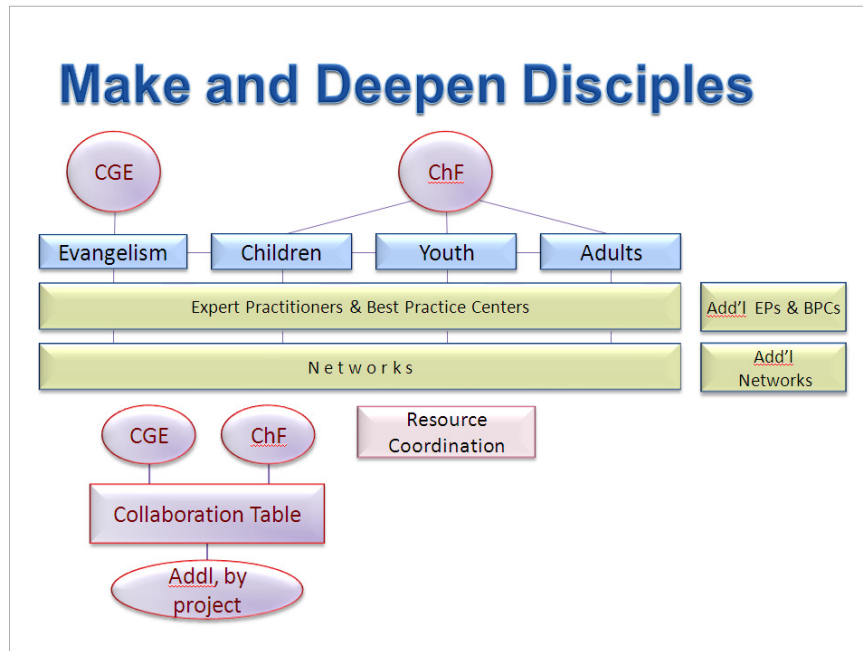 Make and Deepen Disciples
CGE
ChF
Evangelism
Children
Youth
Adults
Expert Practitioners & Best Practice Centers
Add'l EPs & BPCs
Networks
Add'l
Networks
CGE
ChF
Resource
Coordination
Collaboration Table
Addl, by
project